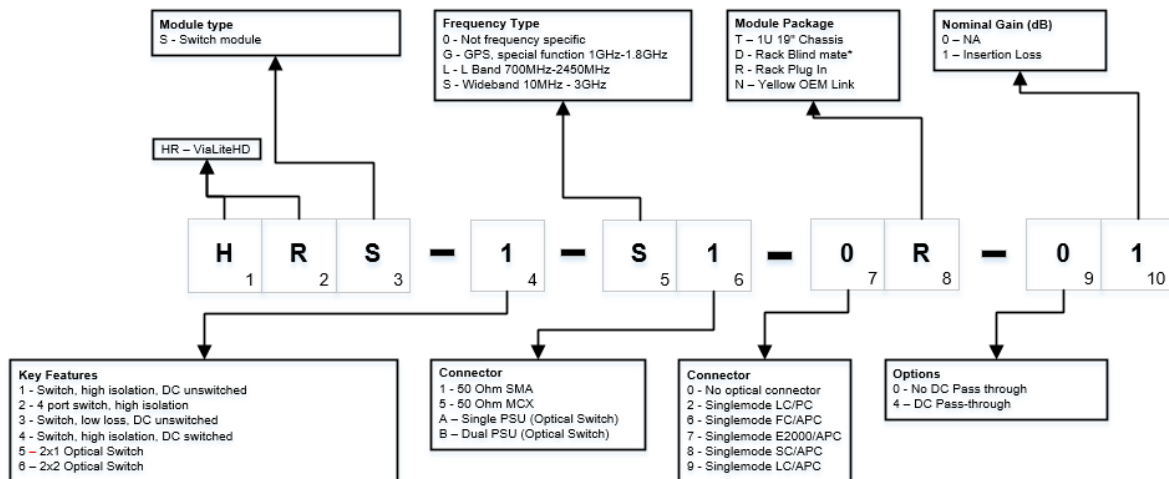 Module type
S - Switch module
Frequency Type
0 - Not frequency specific
G - GPS, special function 1GHz-1.8GHz
L - L Band 700MHz-2450MHz
S - Wideband 10MHz - 3GHz
Module Package
T – 1U 19" Chassis
D - Rack Blind mate*
R - Rack Plug In
N – Yellow OEM Link
Nominal Gain (dB)
0 – NA
1 – Insertion Loss
HR – ViaLiteHD
H R S - 1 - S 1 - 0 R - 0 1
1 2 3 4 5 6 7 8 9 10
Key Features
1 - Switch, high isolation, DC unswitched
2 - 4 port switch, high isolation
3 - Switch, low loss, DC unswitched
4 - Switch, high isolation, DC switched
5 – 2x1 Optical Switch
6 – 2x2 Optical Switch
Connector
1 - 50 Ohm SMA
5 - 50 Ohm MCX
A – Single PSU (Optical Switch)
B – Dual PSU (Optical Switch)
Connector
0 - No optical connector
2 - Singlemode LC/PC
6 - Singlemode FC/APC
7 - Singlemode E2000/APC
8 - Singlemode SC/APC
9 - Singlemode LC/APC
Options
0 - No DC Pass through
4 – DC Pass-through